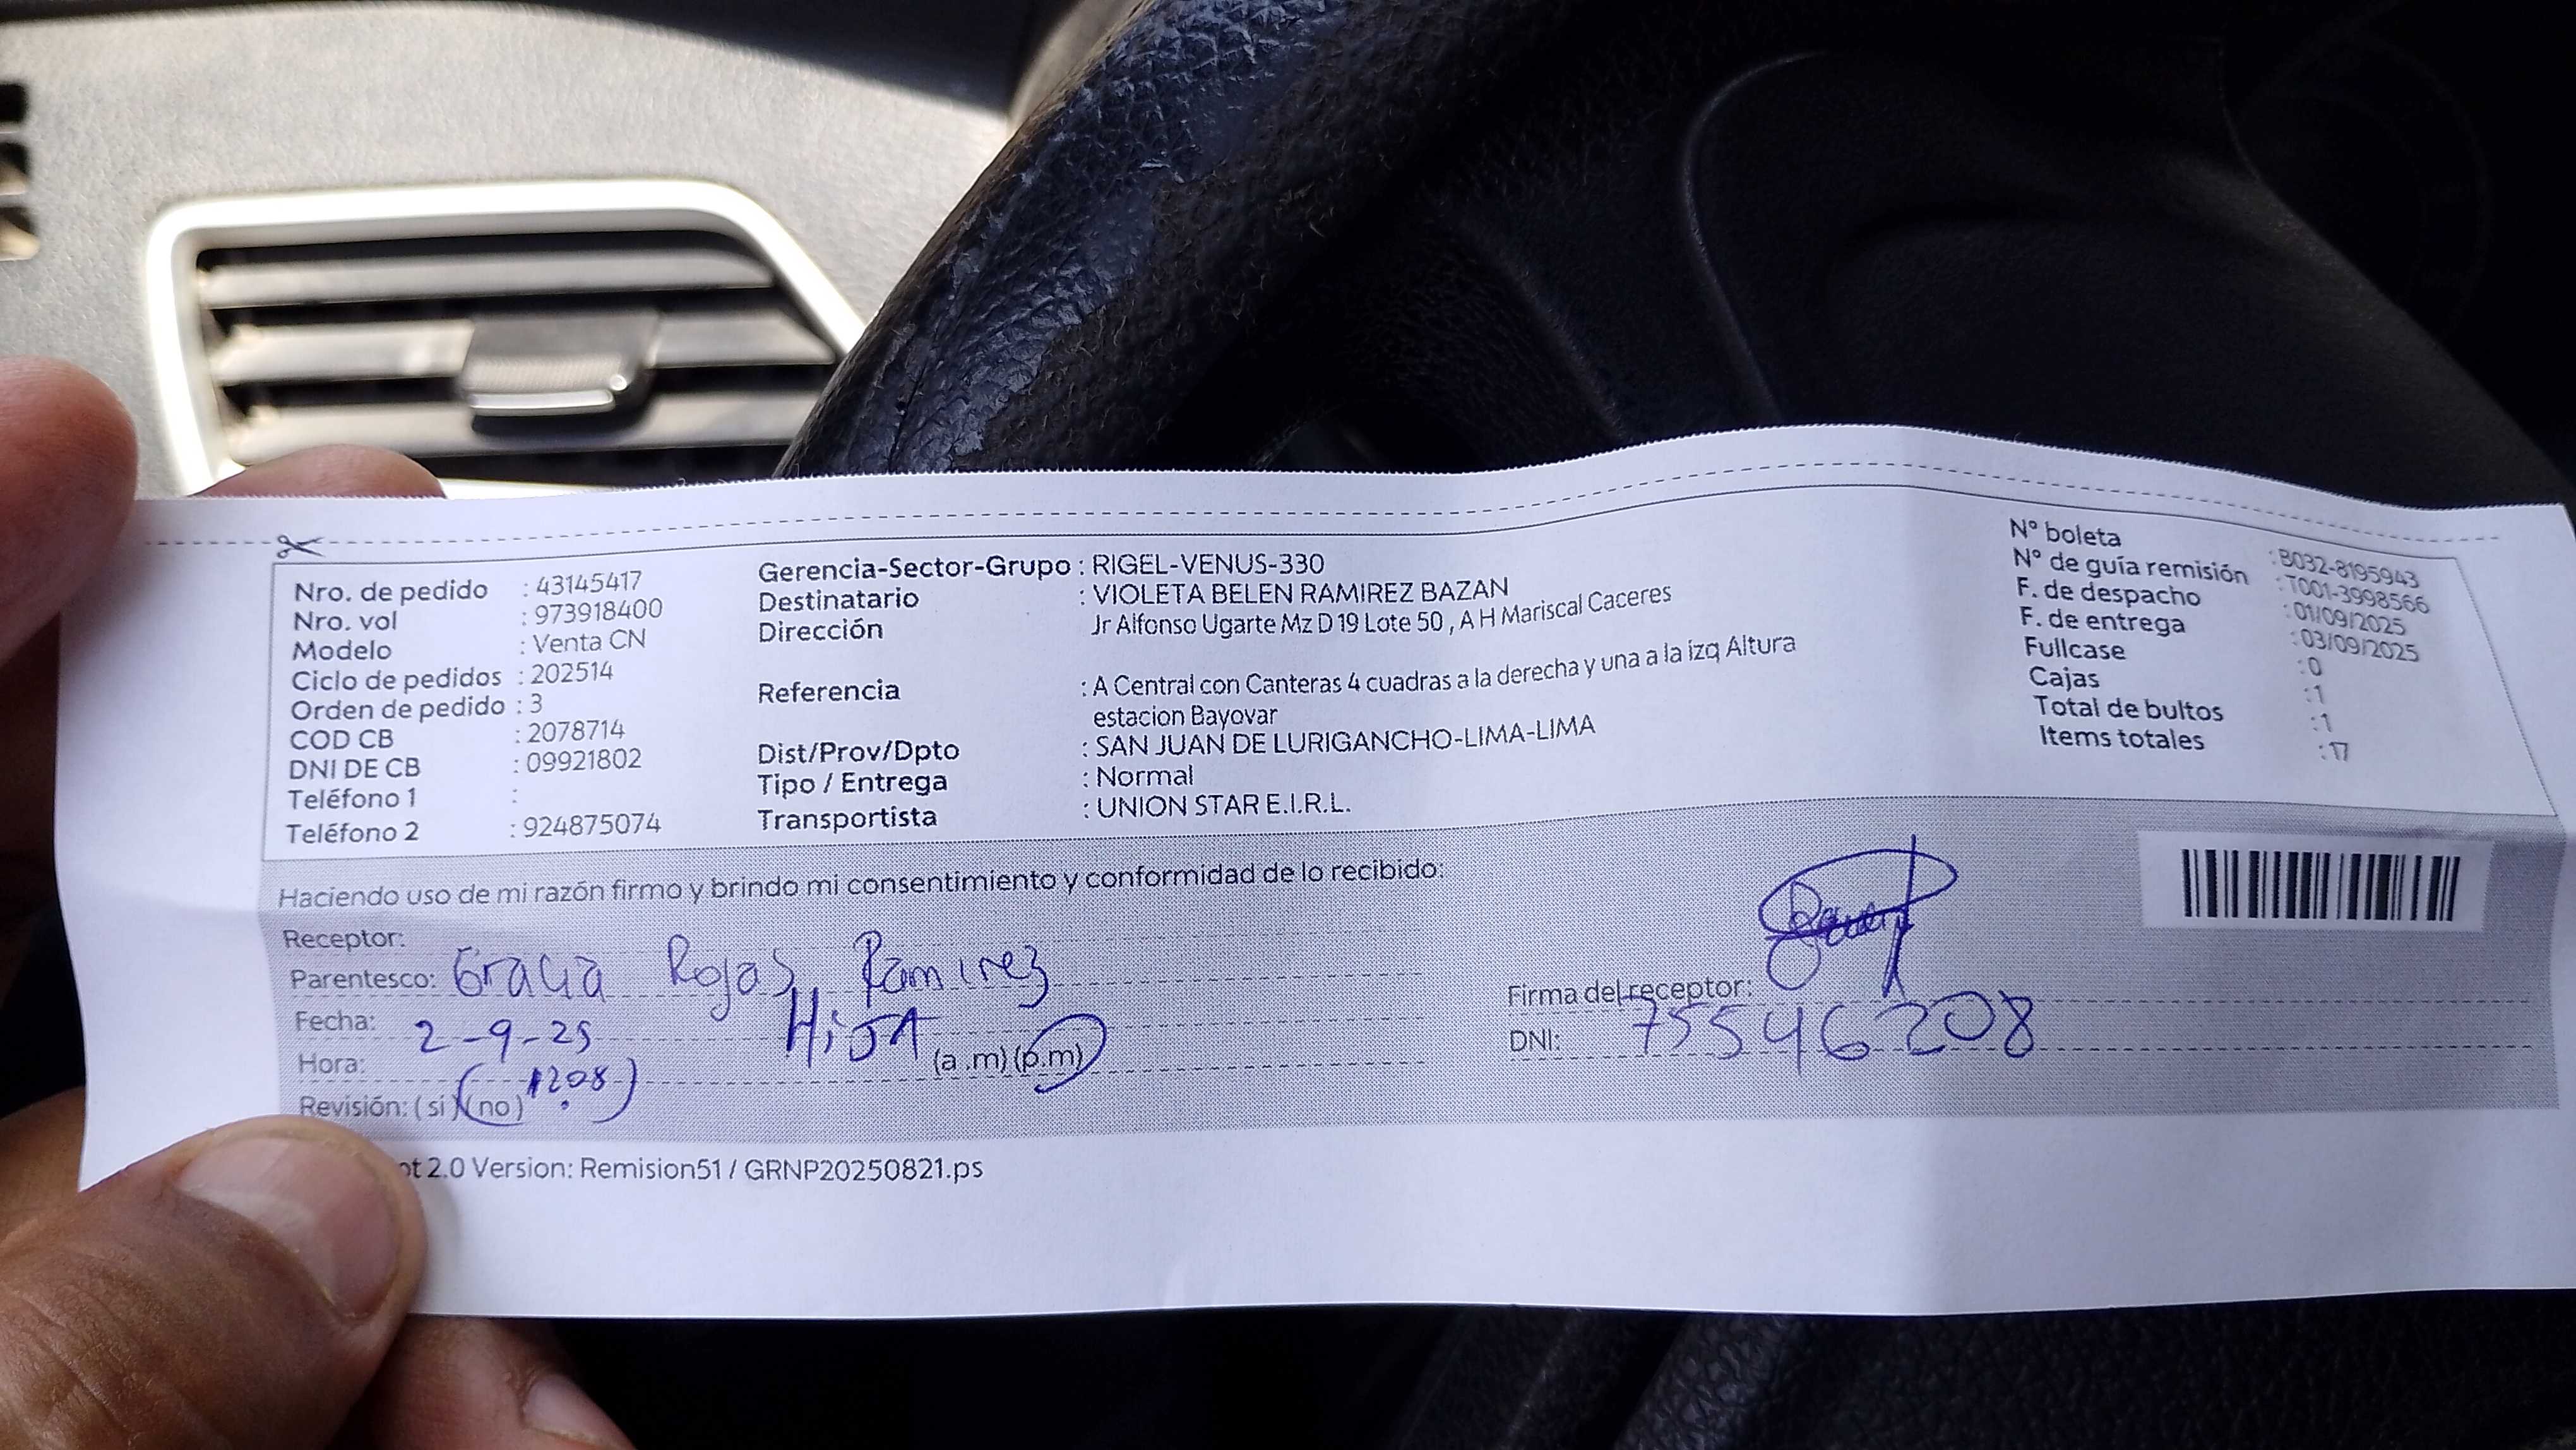 Nro. de pedido : 43145417
Nro. vol : 973918400
Modelo : Venta CN
Ciclo de pedidos : 202514
Orden de pedido : 3
COD CB : 2078714
DNI DE CB : 09921802
Teléfono 1 :
Teléfono 2 : 924875074
Gerencia-Sector-Grupo : RIGEL-VENUS-330
Destinatario : VIOLETA BELEN RAMIREZ BAZAN
Dirección Jr Alfonso Ugarte Mz D 19 Lote 50 , A H Mariscal Caceres
Referencia : A Central con Canteras 4 cuadras a la derecha y una a la izq Altura
estacion Bayovar
Dist/Prov/Dpto : SAN JUAN DE LURIGANCHO-LIMA-LIMA
Tipo / Entrega : Normal
Transportista : UNION STAR E.I.R.L.
N° boleta : B032-8195943
N° de guía remisión : T001-3998566
F. de despacho : 01/09/2025
F. de entrega : 03/09/2025
Fullcase : 0
Cajas : 1
Total de bultos : 1
Items totales : 17
Haciendo uso de mi razón firmo y brindo mi consentimiento y conformidad de lo recibido:
Receptor:
Parentesco: Gracia Rojas Ramirez
Fecha: 2-9-25 HiJA
Hora: 12.08 (a .m) (p.m)
Revisión: ( si ) (no)
Firma del receptor:
DNI: 75546208
ot 2.0 Version: Remision51 / GRNP20250821.ps